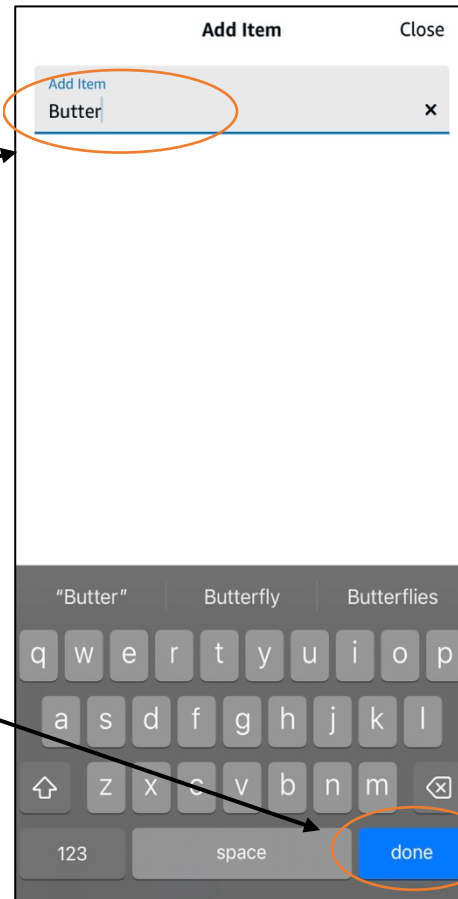 Add Item Close
Add Item
Butter ×
“Butter” Butterfly Butterflies
q w e r t y u i o p
a s d f g h j k l
z x c v b n m
123 space done